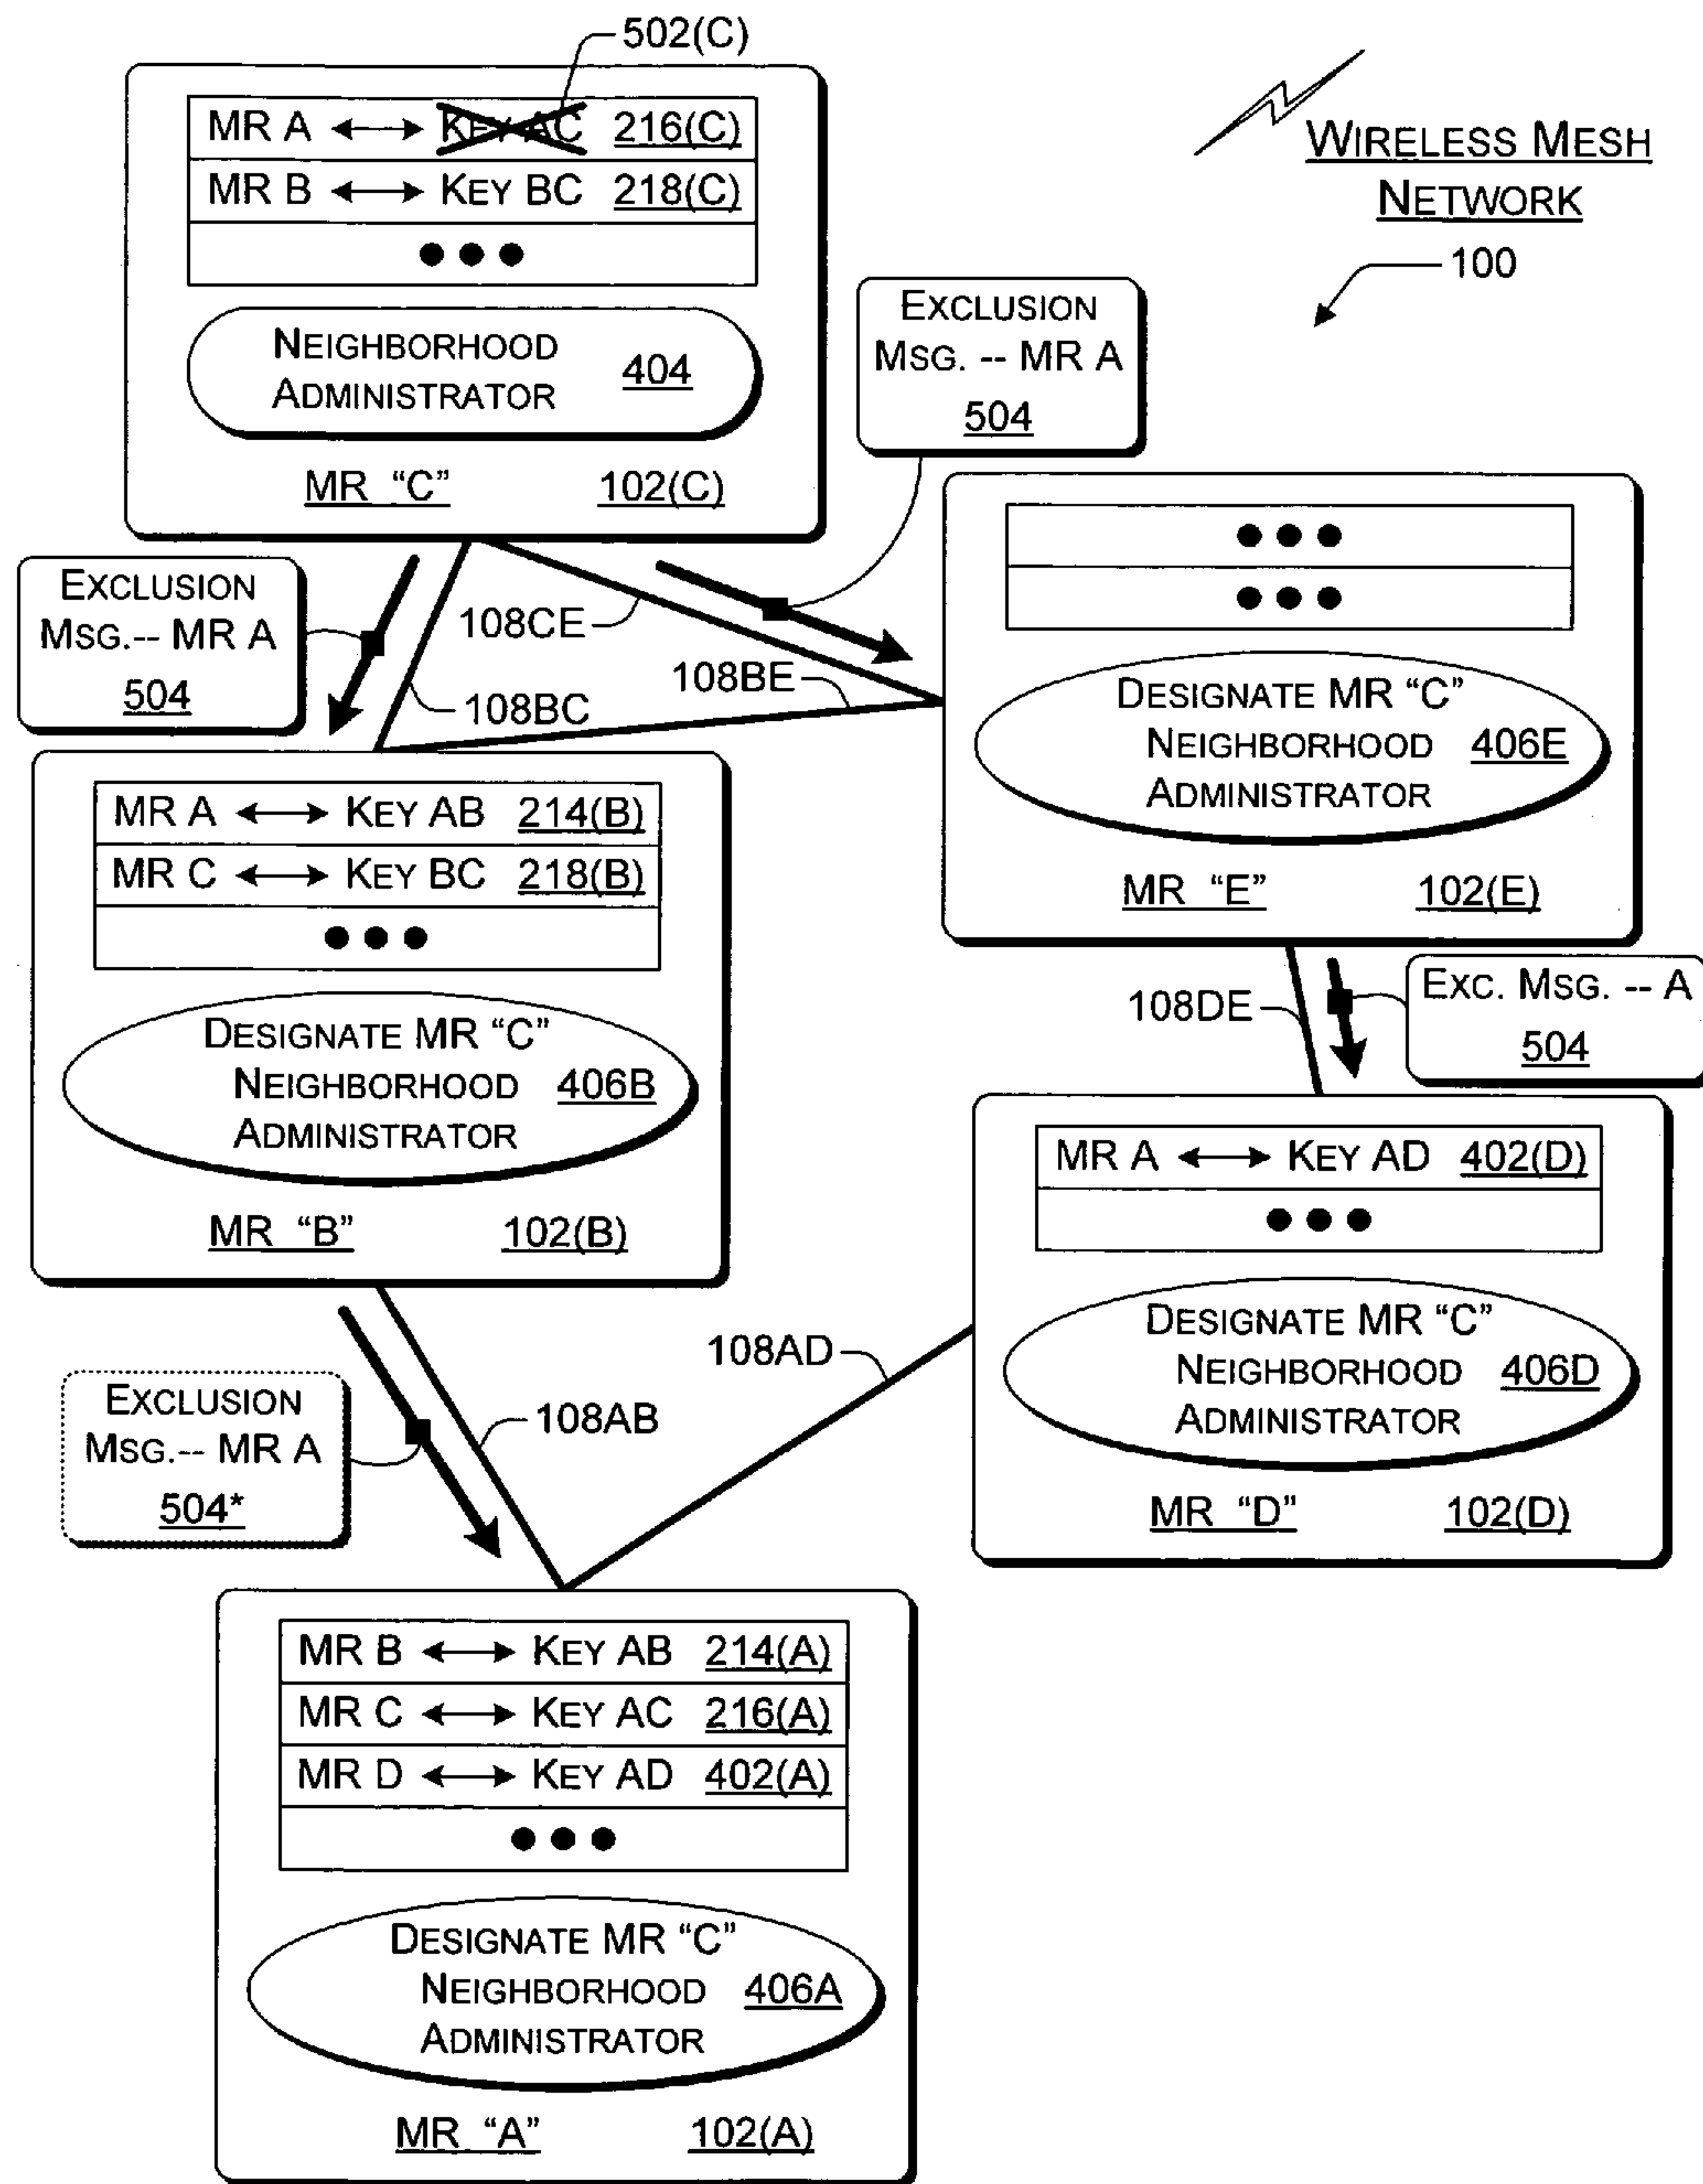 502(C)
MR A ↔ KEY AC 216(C)
MR B ↔ KEY BC 218(C)
● ● ●
NEIGHBORHOOD
ADMINISTRATOR
404
MR “C” 102(C)
WIRELESS MESH
NETWORK
100
EXCLUSION
MSG. -- MR A
504
EXCLUSION
MSG.-- MR A
504
108CE
108BC
108BE
● ● ●
● ● ●
DESIGNATE MR “C”
NEIGHBORHOOD 406E
ADMINISTRATOR
MR “E” 102(E)
MR A ↔ KEY AB 214(B)
MR C ↔ KEY BC 218(B)
● ● ●
DESIGNATE MR “C”
NEIGHBORHOOD 406B
ADMINISTRATOR
MR “B” 102(B)
108DE
EXC. MSG. -- A
504
MR A ↔ KEY AD 402(D)
● ● ●
DESIGNATE MR “C”
NEIGHBORHOOD 406D
ADMINISTRATOR
MR “D” 102(D)
EXCLUSION
MSG.-- MR A
504*
108AB
108AD
MR B ↔ KEY AB 214(A)
MR C ↔ KEY AC 216(A)
MR D ↔ KEY AD 402(A)
● ● ●
DESIGNATE MR “C”
NEIGHBORHOOD 406A
ADMINISTRATOR
MR “A” 102(A)